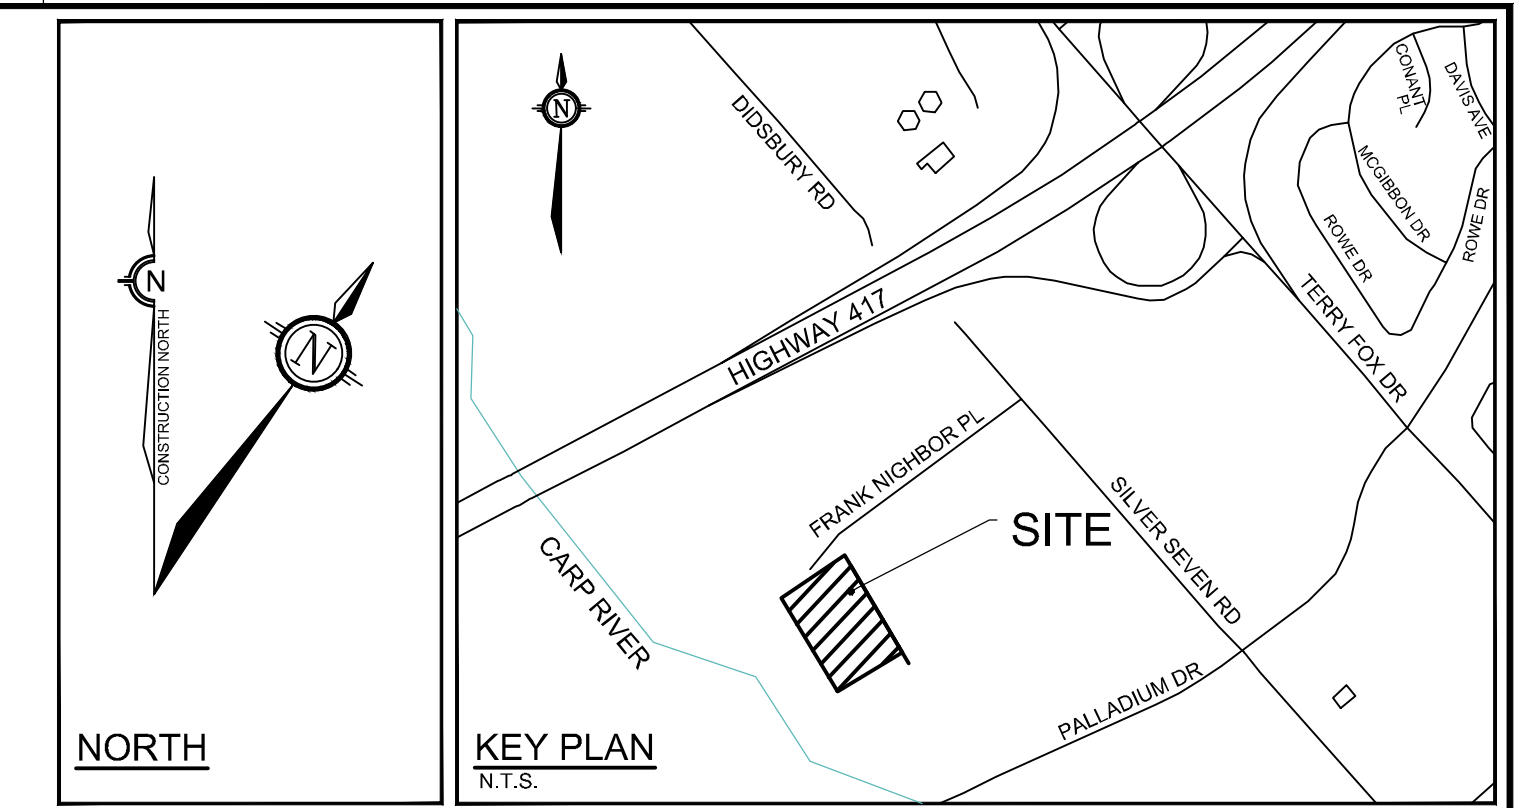 N
CONSTRUCTION NORTH
N
NORTH
N
DIDSBURY RD
CONANT
PL
DAVIS AVE
MCGIBBON DR
ROWE DR
ROWE DR
TERRY FOX DR
HIGHWAY 417
FRANK NIGHBOR PL
SILVER SEVEN RD
SITE
CARP RIVER
PALLADIUM DR
KEY PLAN
N.T.S.